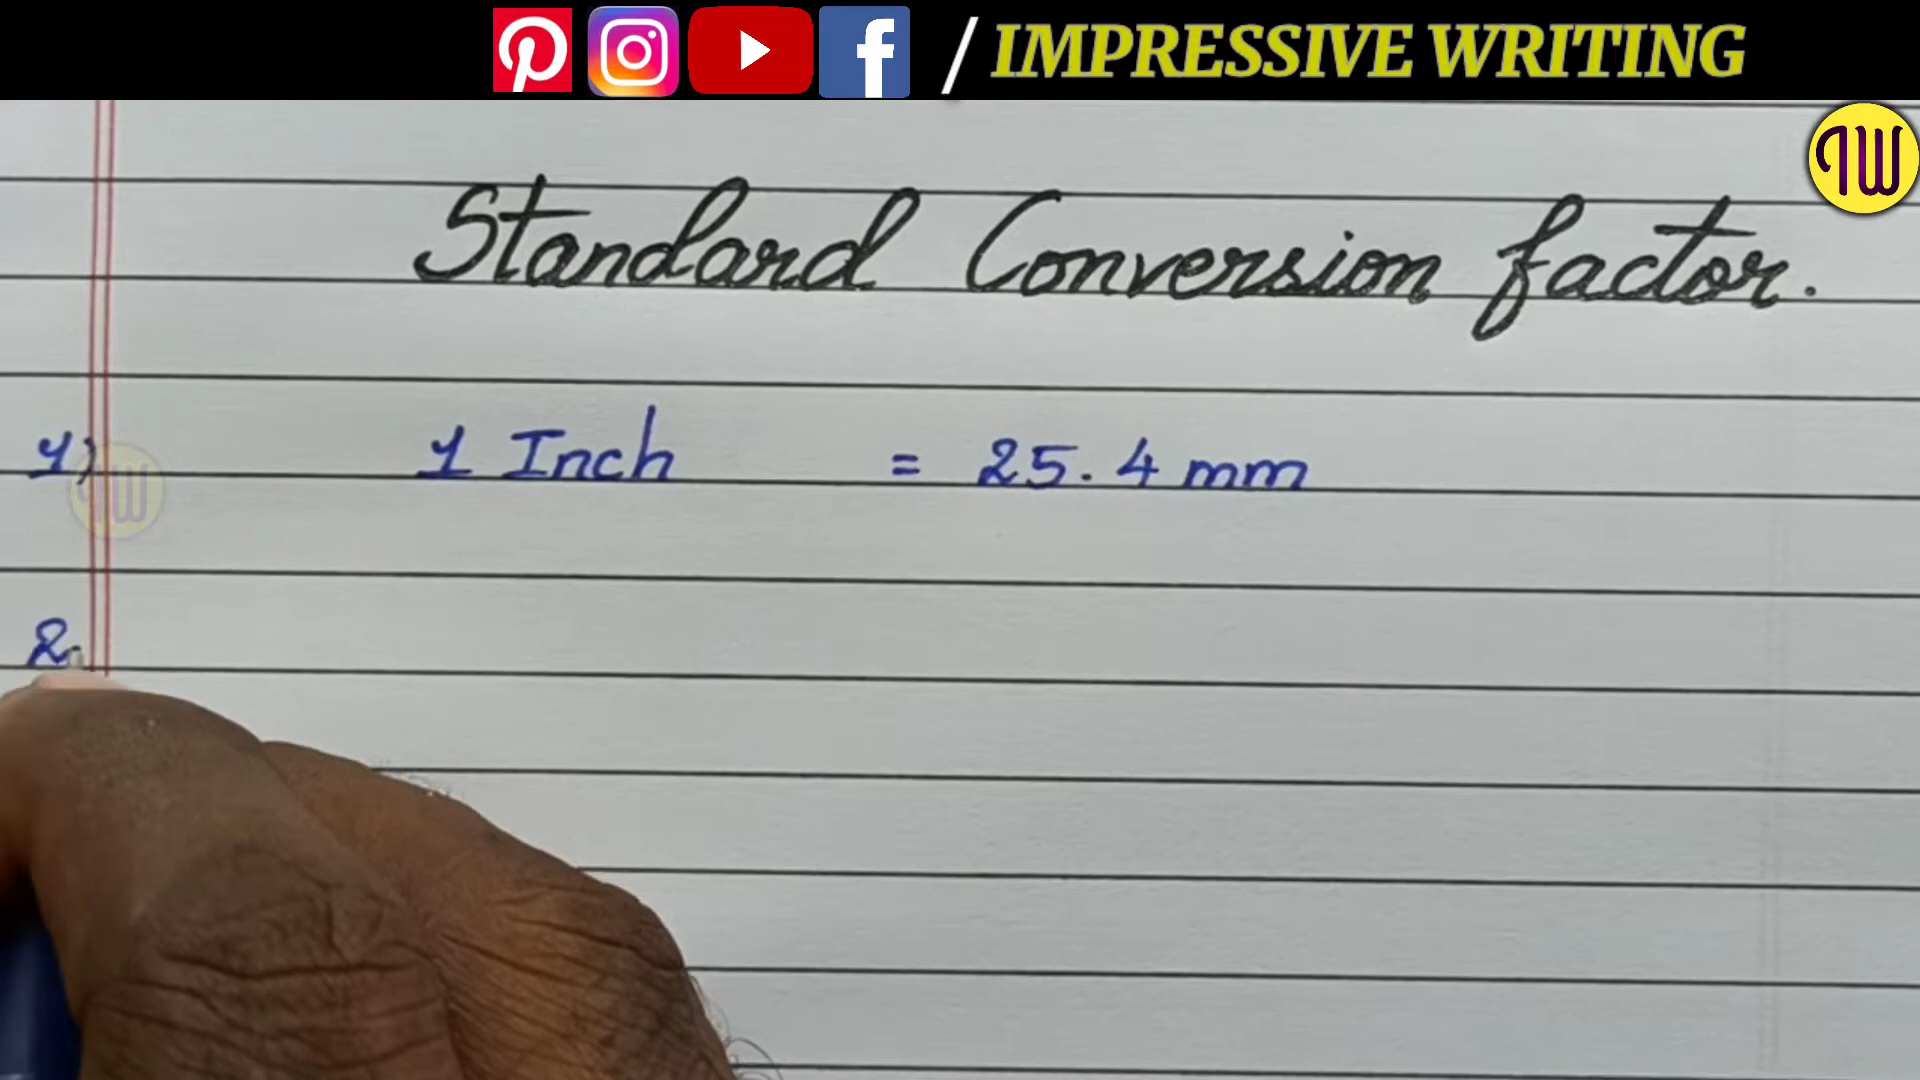 / IMPRESSIVE WRITING
IW
Standard Conversion factor.
1) 1 Inch = 25.4 mm
2